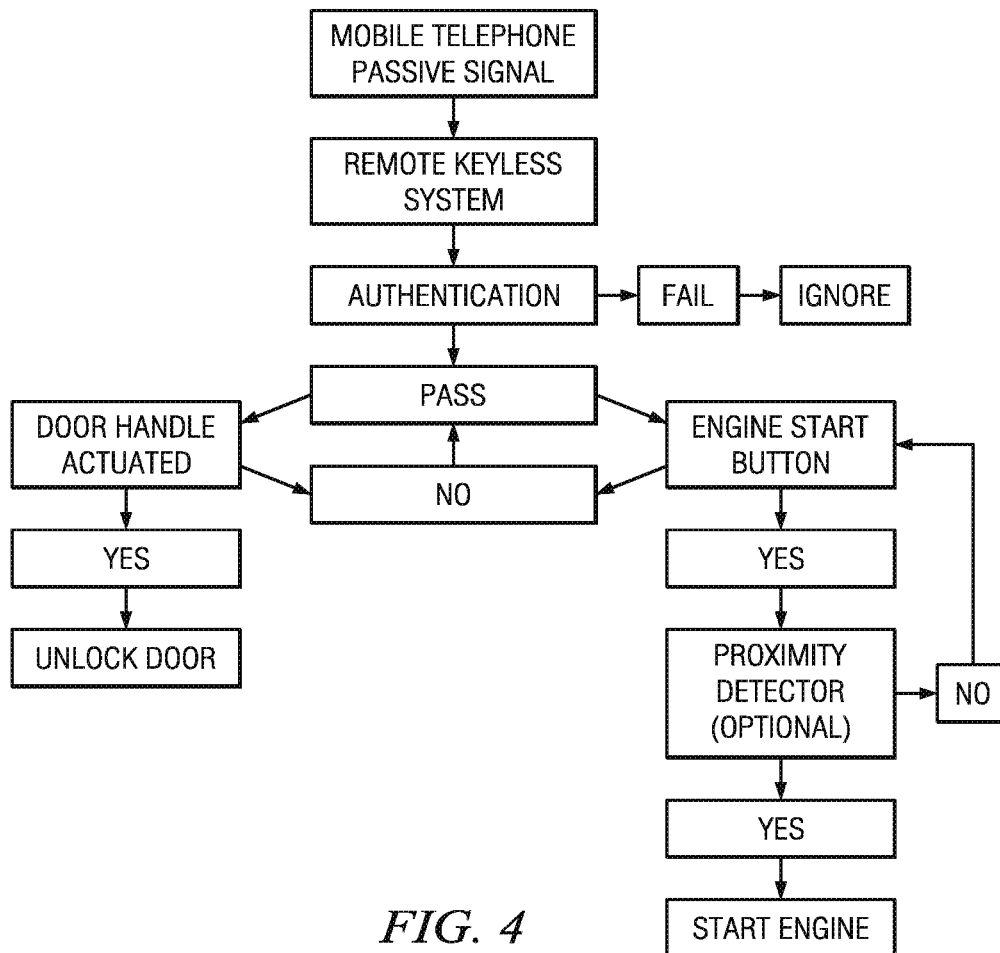 MOBILE TELEPHONE
PASSIVE SIGNAL
REMOTE KEYLESS
SYSTEM
AUTHENTICATION
FAIL
IGNORE
PASS
DOOR HANDLE
ACTUATED
ENGINE START
BUTTON
NO
YES
YES
UNLOCK DOOR
PROXIMITY
DETECTOR
(OPTIONAL)
NO
YES
START ENGINE
FIG. 4